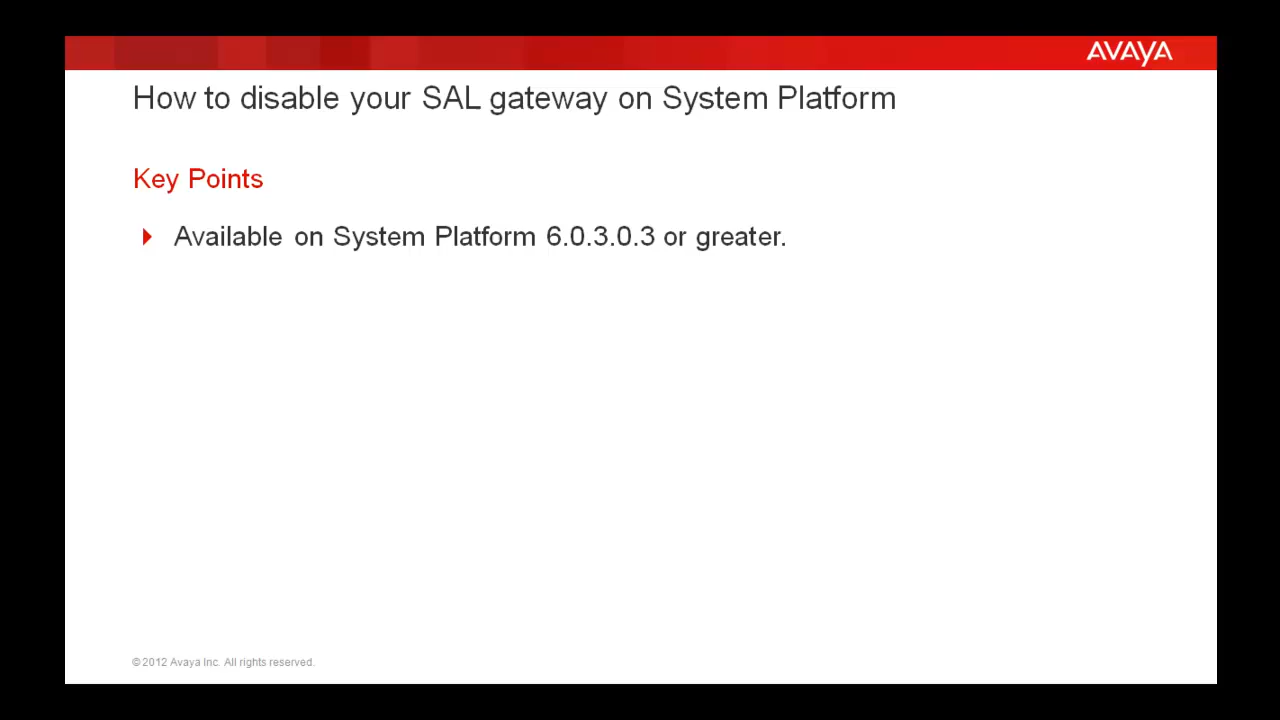 AVAYA
How to disable your SAL gateway on System Platform
Key Points
Available on System Platform 6.0.3.0.3 or greater.
© 2012 Avaya Inc. All rights reserved.